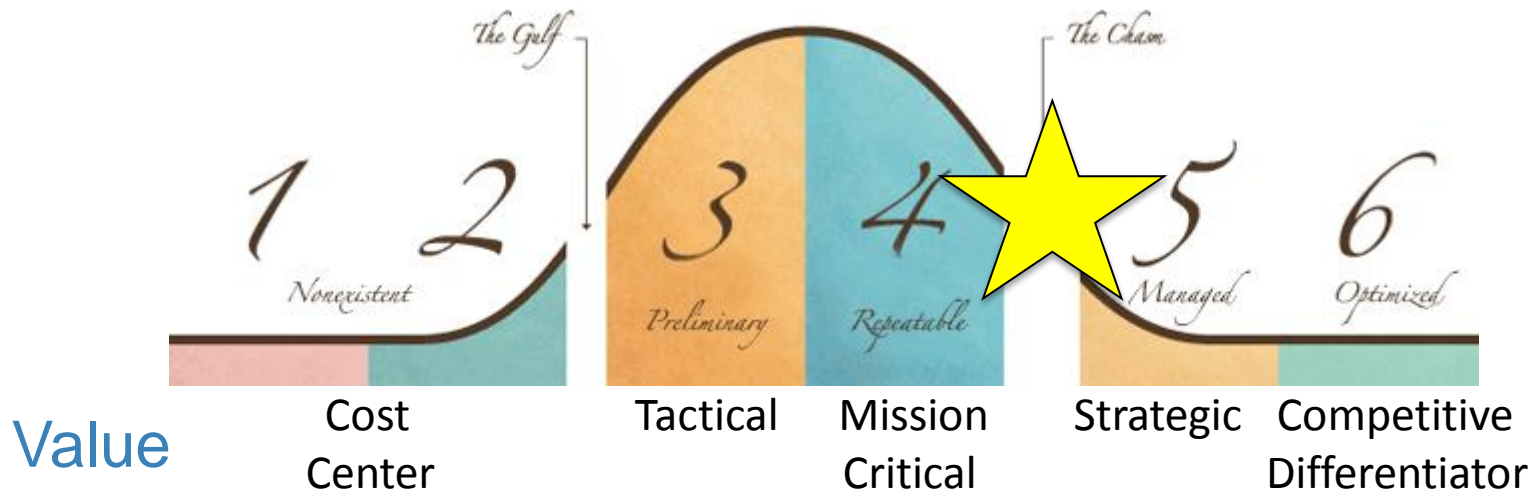 The Gulf
The Chasm
1 2 3 4 5 6
Nonexistent
Preliminary
Repeatable
Managed
Optimized
Value
Cost
Center
Tactical
Mission
Critical
Strategic
Competitive
Differentiator